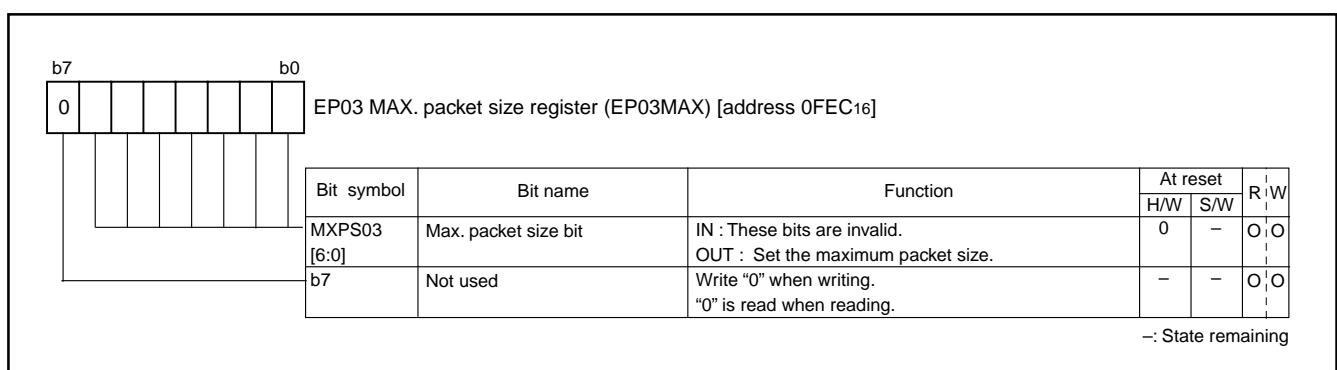 b7 b0
0 EP03 MAX. packet size register (EP03MAX) [address 0FEC16]
Bit symbol Bit name Function At reset R W
H/W S/W
MXPS03 Max. packet size bit IN : These bits are invalid. 0 – O O
[6:0] OUT : Set the maximum packet size.
b7 Not used Write “0” when writing. – – O O
“0” is read when reading.
–: State remaining